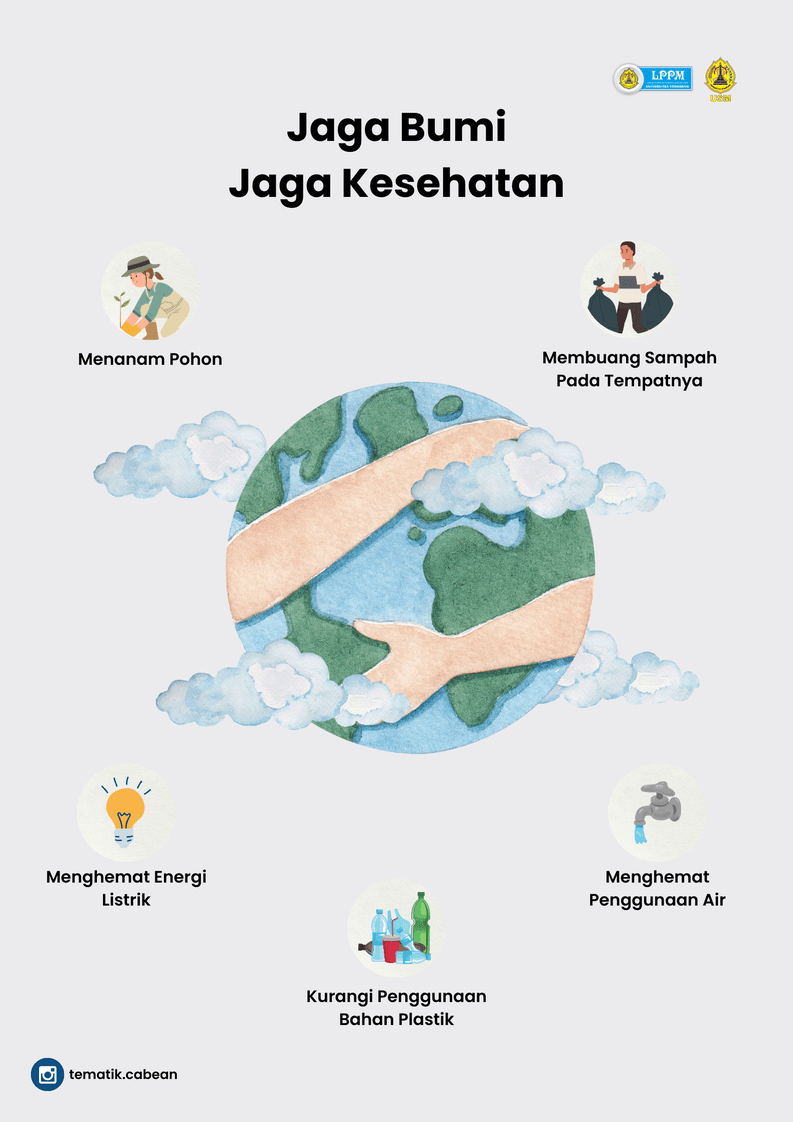 LPPM
USM
Jaga Bumi
Jaga Kesehatan
Menanam Pohon
Membuang Sampah
Pada Tempatnya
Menghemat Energi
Listrik
Menghemat
Penggunaan Air
Kurangi Penggunaan
Bahan Plastik
tematik.cabean